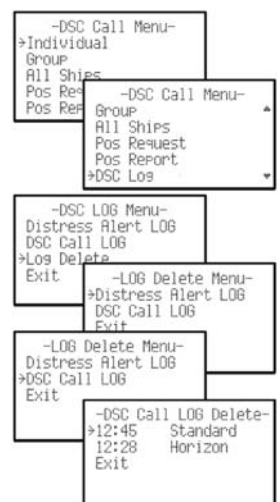 -DSC Call Menu-
→Individual
Group
All Ships
Pos Req
Pos Rep
-DSC Call Menu-
Group
All Ships
Pos Request
Pos Report
→DSC Log
-DSC LOG Menu-
Distress Alert LOG
DSC Call LOG
→Log Delete
Exit
-LOG Delete Menu-
→Distress Alert LOG
DSC Call LOG
Exit
-LOG Delete Menu-
Distress Alert LOG
→DSC Call LOG
Exit
-DSC Call LOG Delete-
→12:45 Standard
12:28 Horizon
Exit